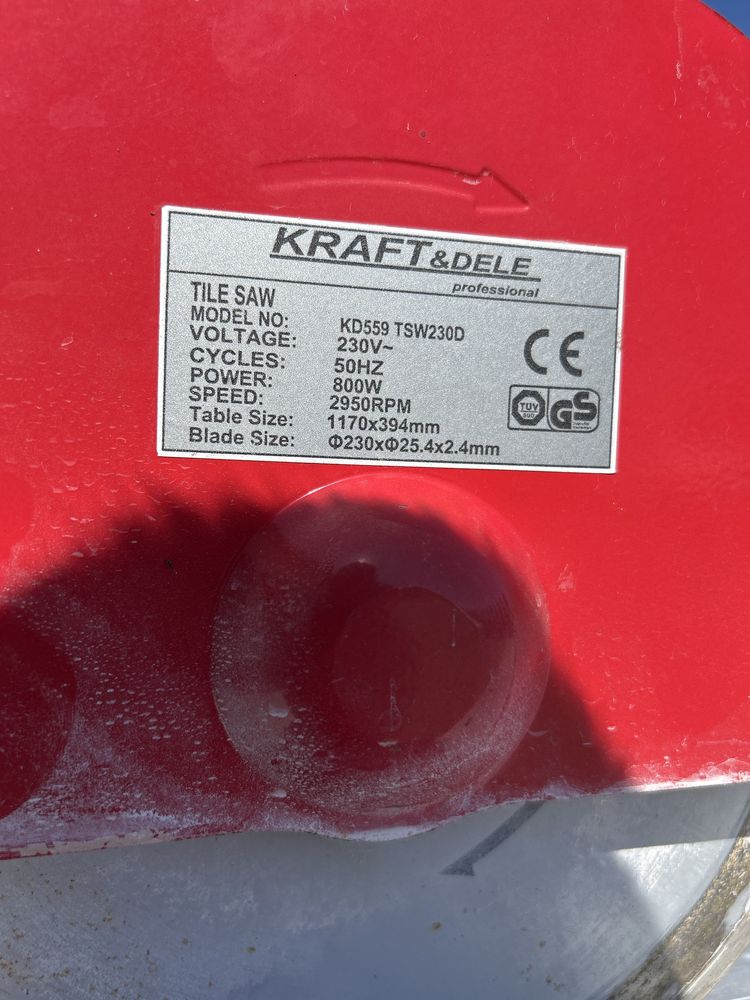 KRAFT&DELE
professional
TILE SAW
MODEL NO: KD559 TSW230D
VOLTAGE: 230V~
CYCLES: 50HZ
POWER: 800W
SPEED: 2950RPM
Table Size: 1170x394mm
Blade Size: Φ230xΦ25.4x2.4mm
CE
TUV
GS